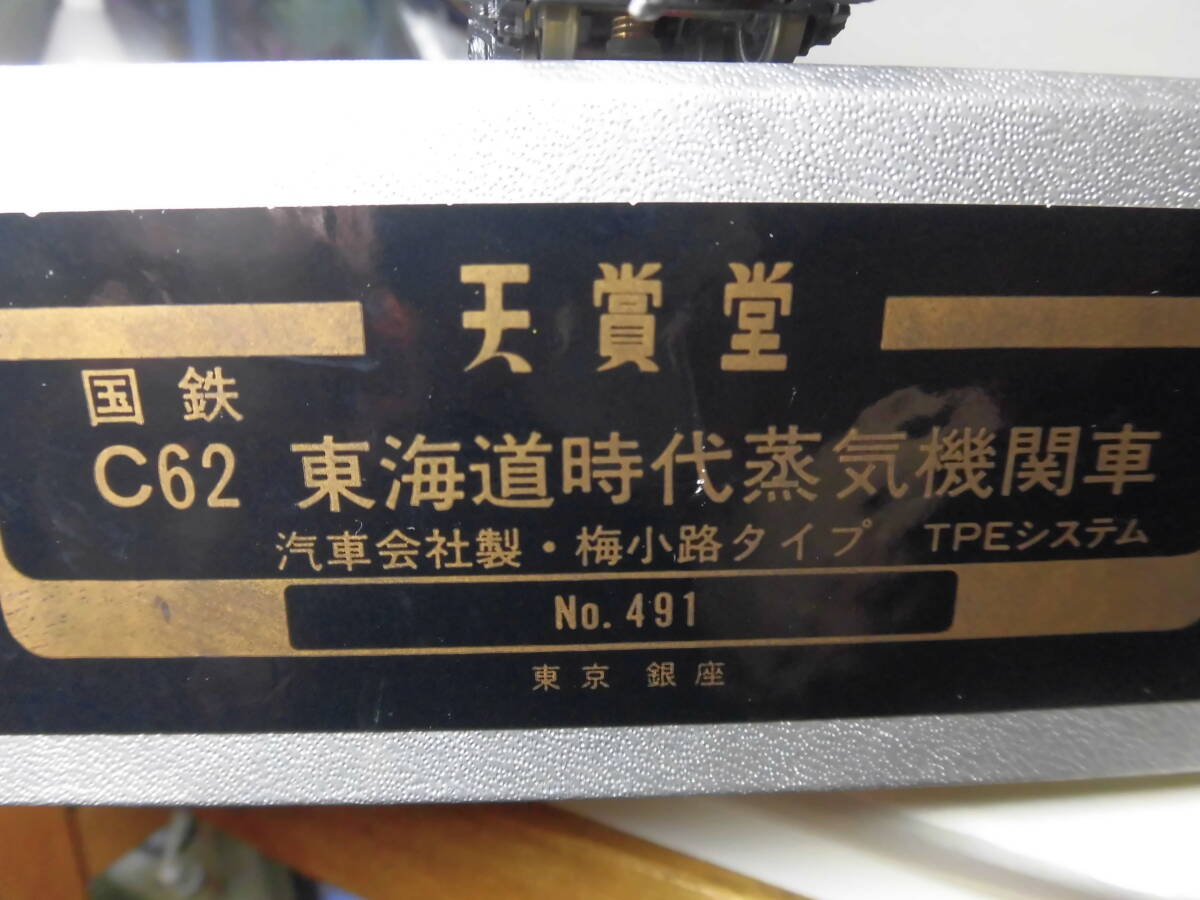 天賞堂
国鉄
C62 東海道時代蒸気機関車
汽車会社製・梅小路タイプ TPEシステム
No. 491
東京 銀座